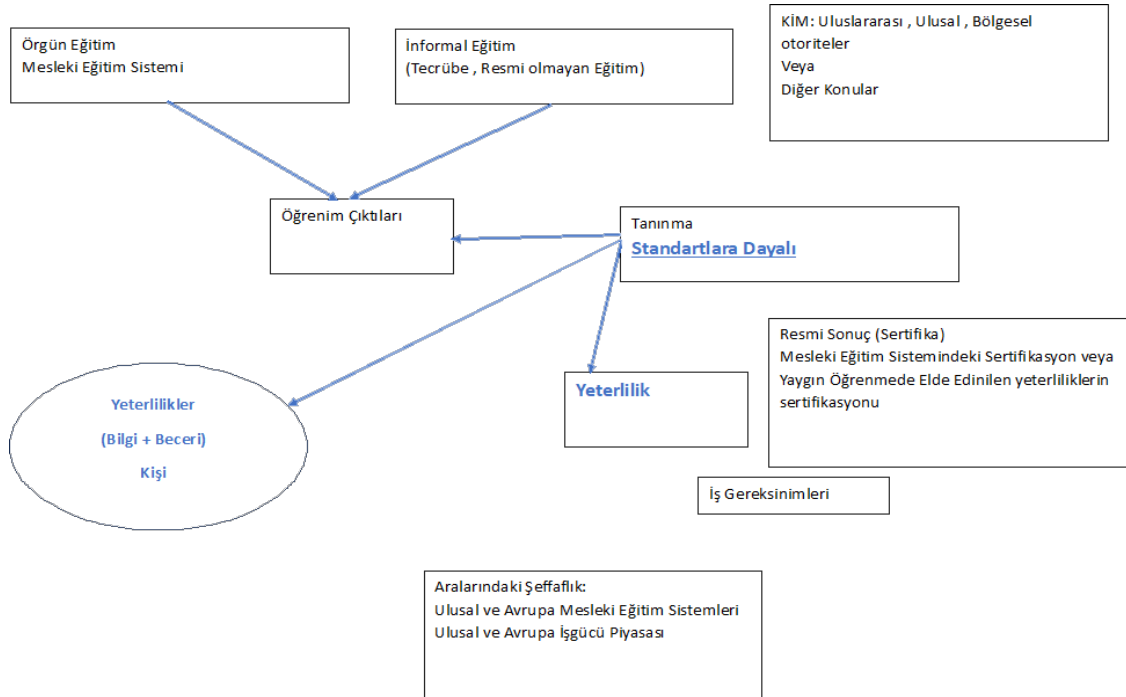 Örgün Eğitim
Mesleki Eğitim Sistemi
İnformal Eğitim
(Tecrübe , Resmi olmayan Eğitim)
KİM: Uluslararası , Ulusal , Bölgesel
otoriteler
Veya
Diğer Konular
Öğrenim Çıktıları
Tanınma
Standartlara Dayalı
Resmi Sonuç (Sertifika)
Mesleki Eğitim Sistemindeki Sertifikasyon veya
Yaygın Öğrenmede Elde Edinilen yeterliliklerin
sertifikasyonu
Yeterlilik
Yeterlilikler
(Bilgi + Beceri)
Kişi
İş Gereksinimleri
Aralarındaki Şeffaflık:
Ulusal ve Avrupa Mesleki Eğitim Sistemleri
Ulusal ve Avrupa İşgücü Piyasası